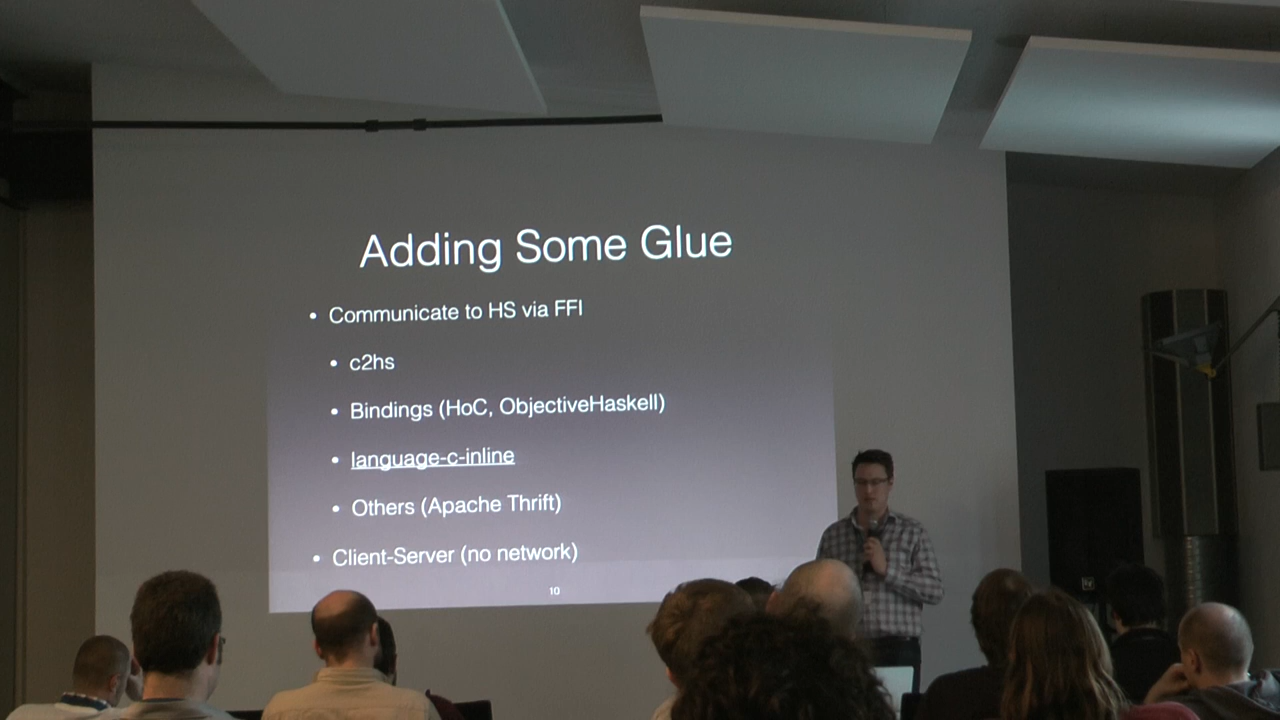 Adding Some Glue
• Communicate to HS via FFI
• c2hs
• Bindings (HoC, ObjectiveHaskell)
• language-c-inline
• Others (Apache Thrift)
• Client-Server (no network)
10